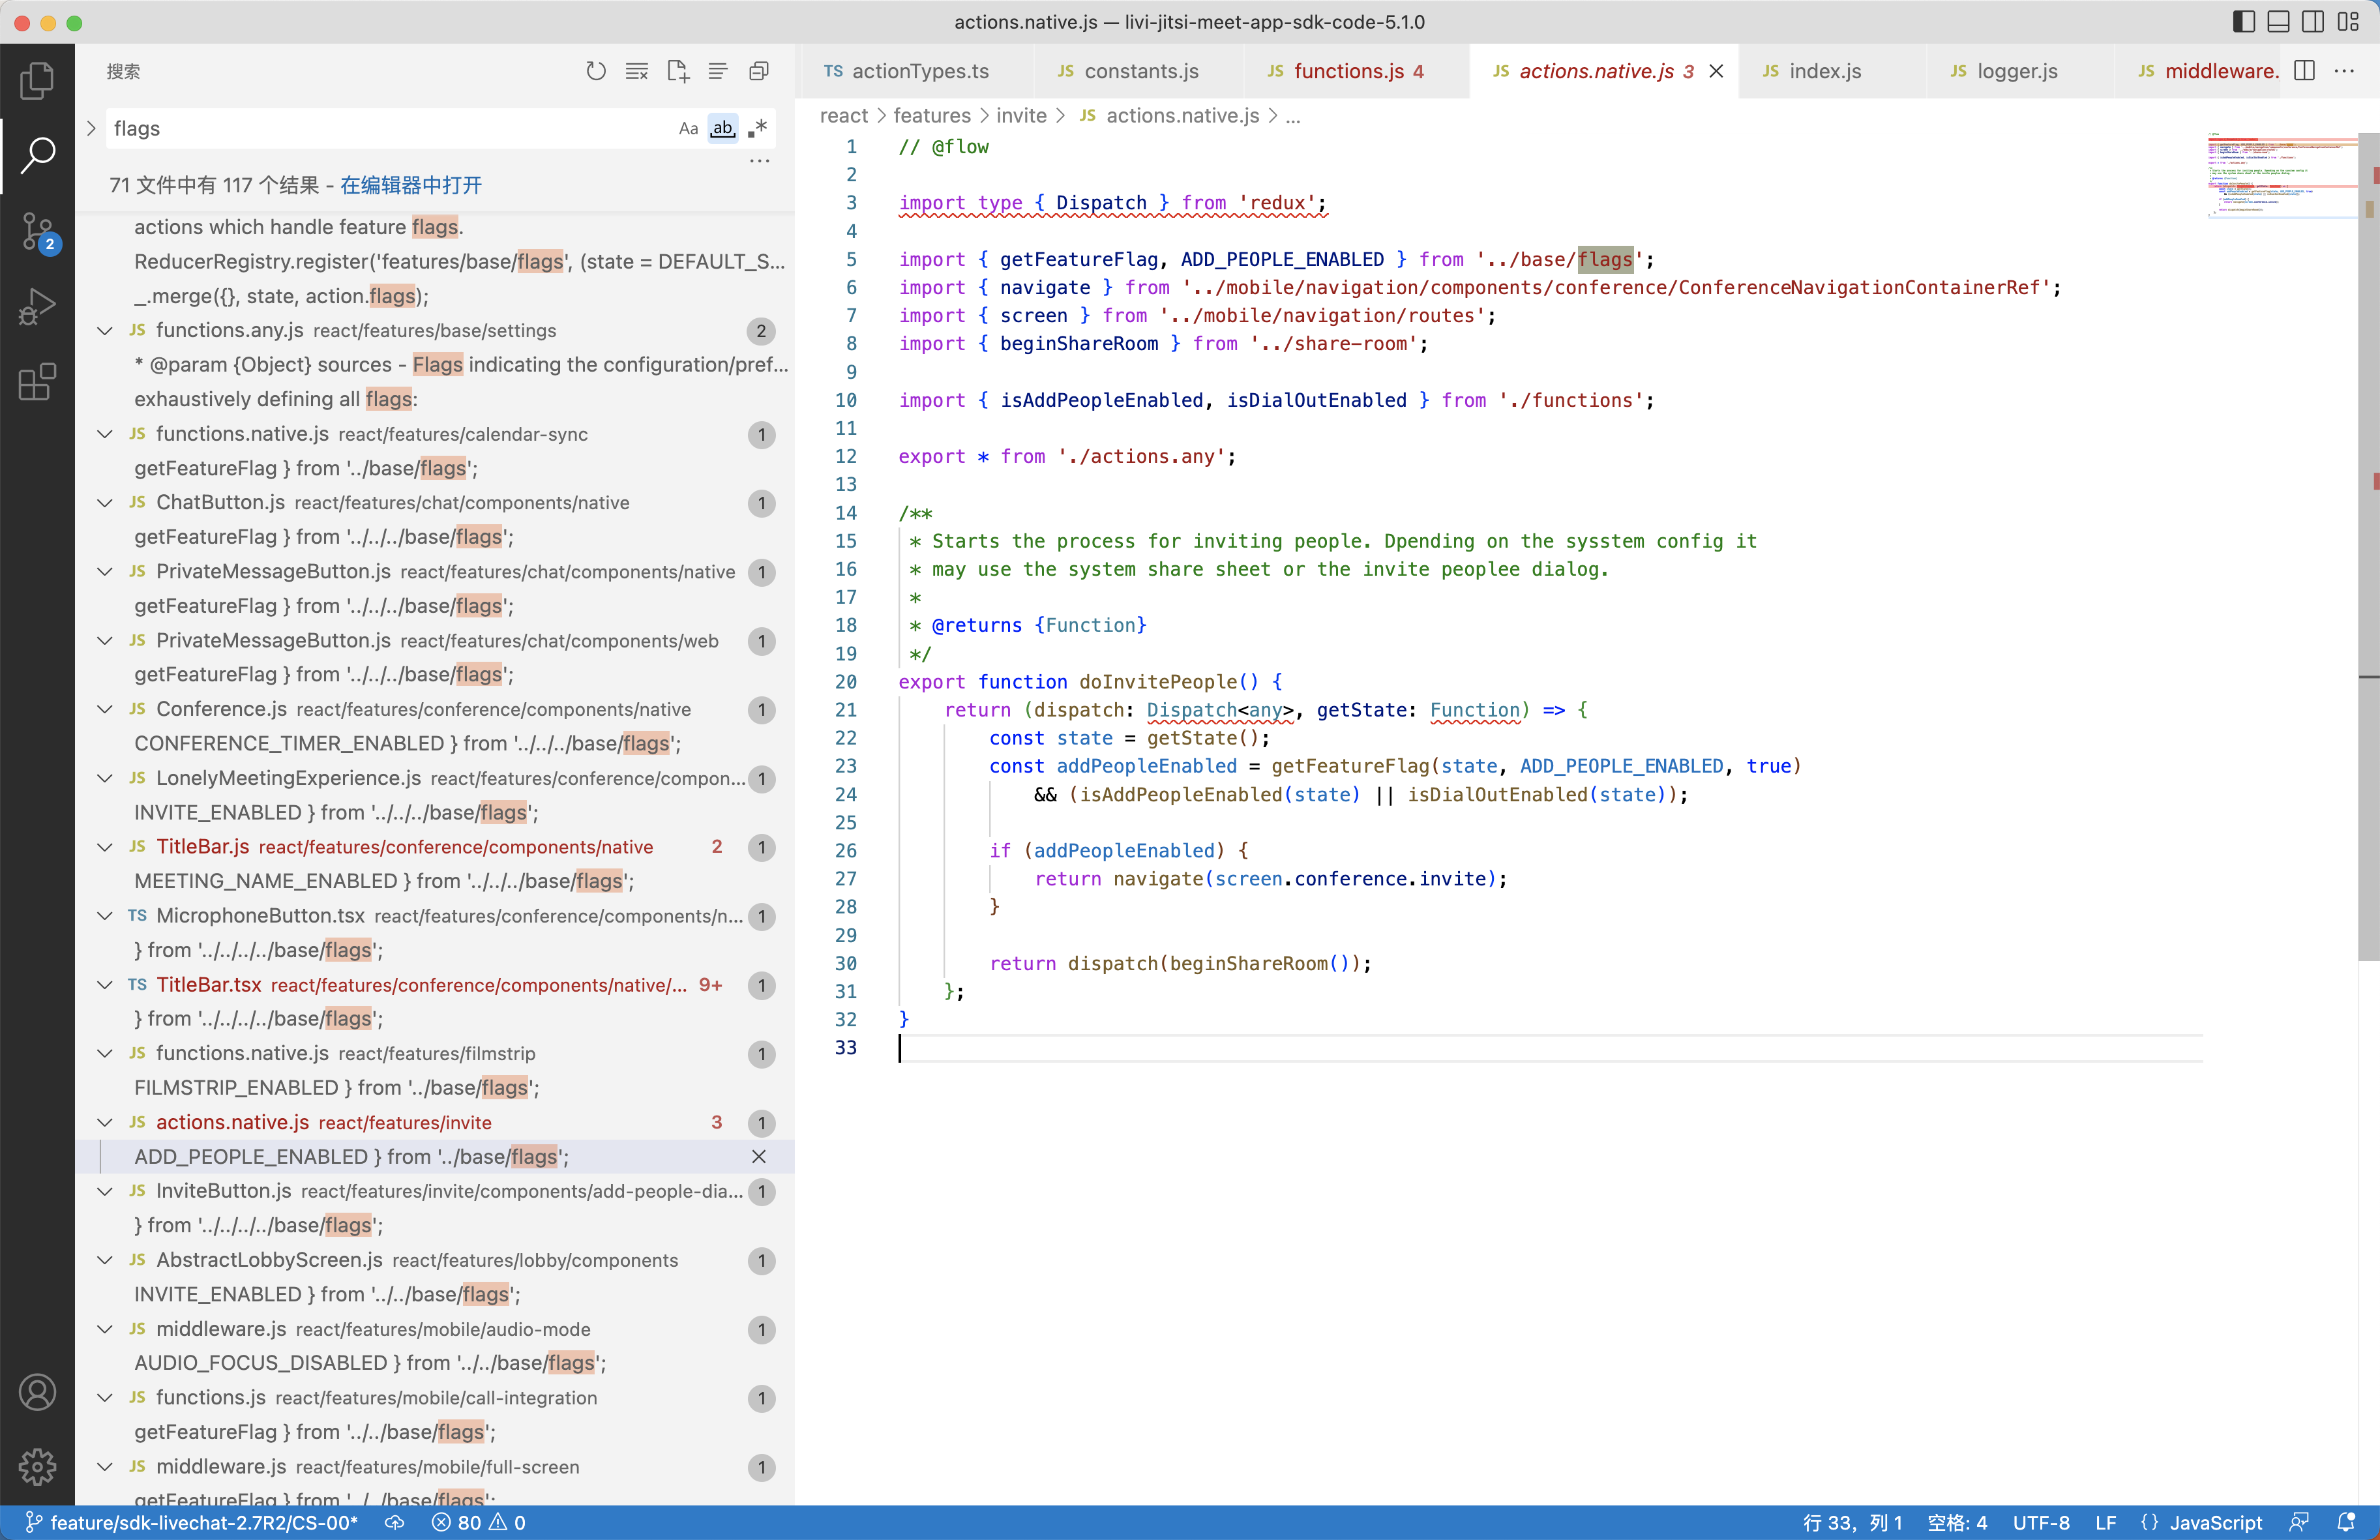 actions.native.js — livi-jitsi-meet-app-sdk-code-5.1.0
搜索
flags
Aa ab .*
71 文件中有 117 个结果 - 在编辑器中打开
actions which handle feature flags.
ReducerRegistry.register('features/base/flags', (state = DEFAULT_S...
_.merge({}, state, action.flags);
JS functions.any.js react/features/base/settings 2
* @param {Object} sources - Flags indicating the configuration/pref...
exhaustively defining all flags:
JS functions.native.js react/features/calendar-sync 1
getFeatureFlag } from '../base/flags';
JS ChatButton.js react/features/chat/components/native 1
getFeatureFlag } from '../../../base/flags';
JS PrivateMessageButton.js react/features/chat/components/native 1
getFeatureFlag } from '../../../base/flags';
JS PrivateMessageButton.js react/features/chat/components/web 1
getFeatureFlag } from '../../../base/flags';
JS Conference.js react/features/conference/components/native 1
CONFERENCE_TIMER_ENABLED } from '../../../base/flags';
JS LonelyMeetingExperience.js react/features/conference/compon... 1
INVITE_ENABLED } from '../../../base/flags';
JS TitleBar.js react/features/conference/components/native 2 1
MEETING_NAME_ENABLED } from '../../../base/flags';
TS MicrophoneButton.tsx react/features/conference/components/n... 1
} from '../../../../base/flags';
TS TitleBar.tsx react/features/conference/components/native/... 9+ 1
} from '../../../../base/flags';
JS functions.native.js react/features/filmstrip 1
FILMSTRIP_ENABLED } from '../base/flags';
JS actions.native.js react/features/invite 3 1
ADD_PEOPLE_ENABLED } from '../base/flags';
JS InviteButton.js react/features/invite/components/add-people-dia... 1
} from '../../../../base/flags';
JS AbstractLobbyScreen.js react/features/lobby/components 1
INVITE_ENABLED } from '../../base/flags';
JS middleware.js react/features/mobile/audio-mode 1
AUDIO_FOCUS_DISABLED } from '../../base/flags';
JS functions.js react/features/mobile/call-integration 1
getFeatureFlag } from '../../base/flags';
JS middleware.js react/features/mobile/full-screen 1
getFeatureFlag } from '../../base/flags';
2
TS actionTypes.ts JS constants.js JS functions.js 4 JS actions.native.js 3 JS index.js JS logger.js JS middleware.
react > features > invite > JS actions.native.js > ...
1 // @flow
2
3 import type { Dispatch } from 'redux';
4
5 import { getFeatureFlag, ADD_PEOPLE_ENABLED } from '../base/flags';
6 import { navigate } from '../mobile/navigation/components/conference/ConferenceNavigationContainerRef';
7 import { screen } from '../mobile/navigation/routes';
8 import { beginShareRoom } from '../share-room';
9
10 import { isAddPeopleEnabled, isDialOutEnabled } from './functions';
11
12 export * from './actions.any';
13
14 /**
15 * Starts the process for inviting people. Dpending on the sysstem config it
16 * may use the system share sheet or the invite peoplee dialog.
17 *
18 * @returns {Function}
19 */
20 export function doInvitePeople() {
21 return (dispatch: Dispatch<any>, getState: Function) => {
22 const state = getState();
23 const addPeopleEnabled = getFeatureFlag(state, ADD_PEOPLE_ENABLED, true)
24 && (isAddPeopleEnabled(state) || isDialOutEnabled(state));
25
26 if (addPeopleEnabled) {
27 return navigate(screen.conference.invite);
28 }
29
30 return dispatch(beginShareRoom());
31 };
32 }
33
feature/sdk-livechat-2.7R2/CS-00* 80 0 行 33，列 1 空格: 4 UTF-8 LF {} JavaScript